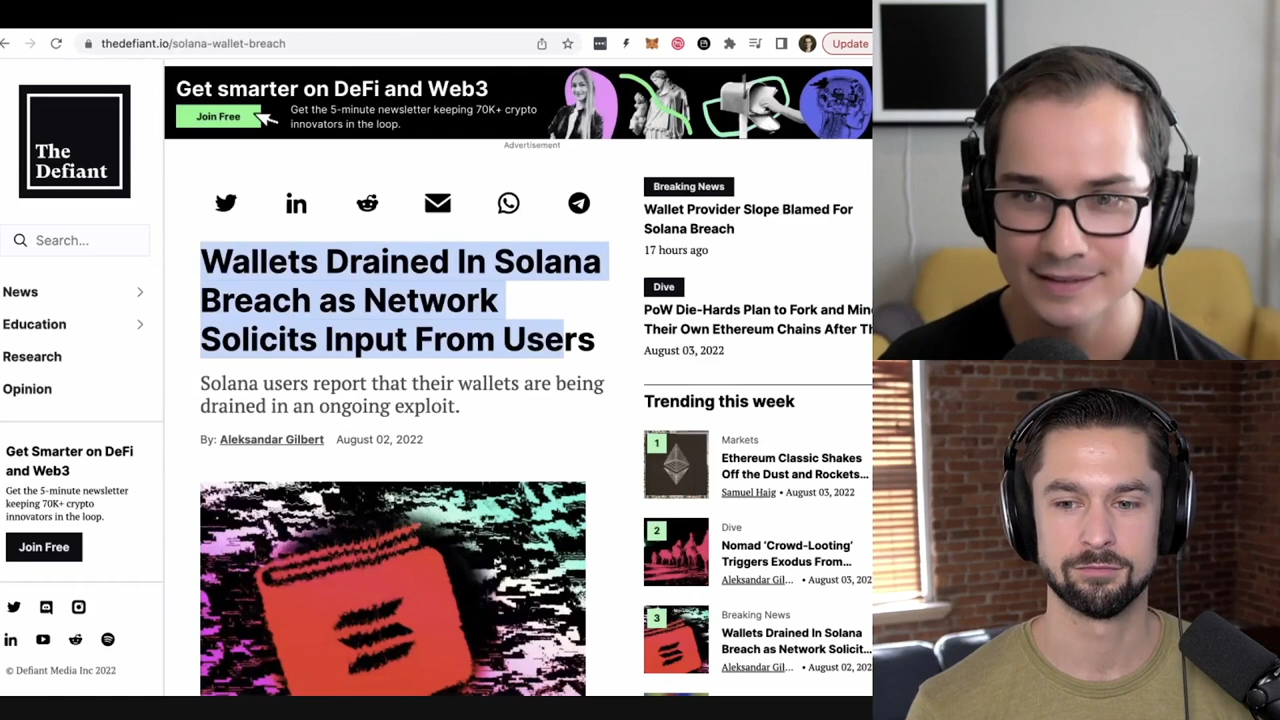 thedefiant.io/solana-wallet-breach
Update
Get smarter on DeFi and Web3
Join Free
Get the 5-minute newsletter keeping 70K+ crypto
innovators in the loop.
Advertisement
The
Defiant
Search...
News
Education
Research
Opinion
Get Smarter on DeFi
and Web3
Get the 5-minute newsletter
keeping 70K+ crypto
innovators in the loop.
Join Free
© Defiant Media Inc 2022
Wallets Drained In Solana
Breach as Network
Solicits Input From Users
Solana users report that their wallets are being
drained in an ongoing exploit.
By: Aleksandar Gilbert August 02, 2022
Breaking News
Wallet Provider Slope Blamed For
Solana Breach
17 hours ago
Dive
PoW Die-Hards Plan to Fork and Min
Their Own Ethereum Chains After
August 03, 2022
Trending this week
1
Markets
Ethereum Classic Shakes
Off the Dust and Rockets...
Samuel Haig • August 03, 2022
2
Dive
Nomad ‘Crowd-Looting’
Triggers Exodus From...
Aleksandar Gil... • August 03, 202
3
Breaking News
Wallets Drained In Solana
Breach as Network Solicit...
Aleksandar Gil... • August 02, 202